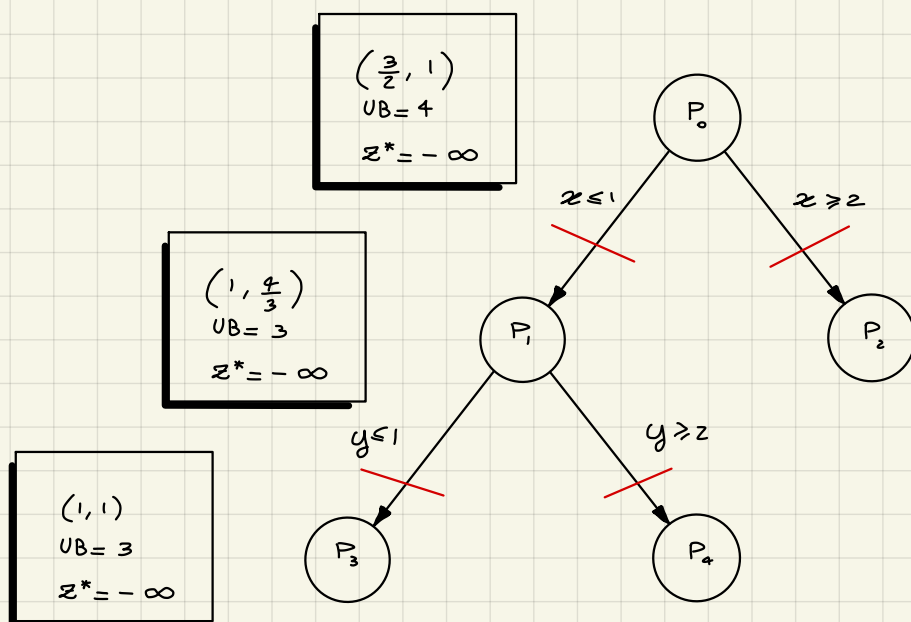 (3/2, 1)
UB = 4
z* = - ∞
P₀
x ≤ 1
x ⩾ 2
(1, 4/3)
UB = 3
z* = - ∞
P₁
P₂
y ≤ 1
y ⩾ 2
(1, 1)
UB = 3
z* = - ∞
P₃
P₄